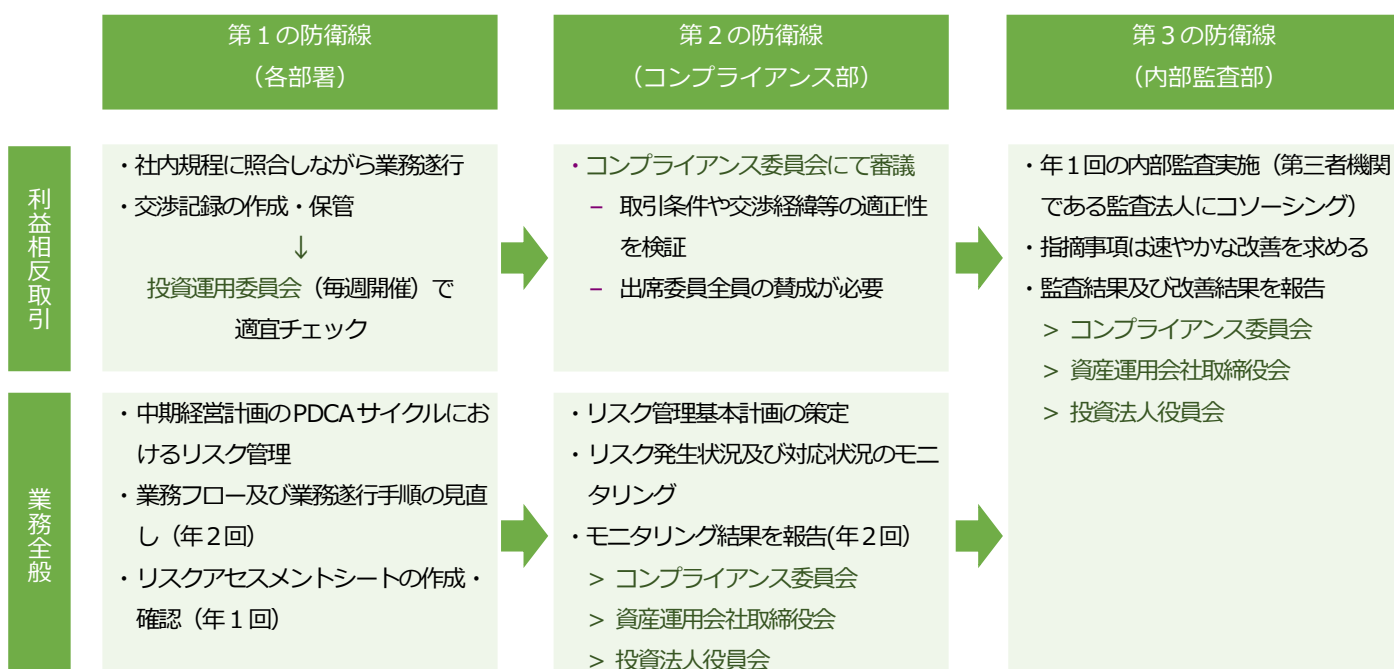 第１の防衛線
（各部署）
第２の防衛線
（コンプライアンス部）
第３の防衛線
（内部監査部）
利益相反取引
・社内規程に照合しながら業務遂行
・交渉記録の作成・保管
↓
投資運用委員会（毎週開催）で
適宜チェック
・コンプライアンス委員会にて審議
－ 取引条件や交渉経緯等の適正性
を検証
－ 出席委員全員の賛成が必要
・年１回の内部監査実施（第三者機関
である監査法人にコソーシング）
・指摘事項は速やかな改善を求める
・監査結果及び改善結果を報告
＞ コンプライアンス委員会
＞ 資産運用会社取締役会
＞ 投資法人役員会
業務全般
・中期経営計画のPDCAサイクルにお
けるリスク管理
・業務フロー及び業務遂行手順の見直
し（年２回）
・リスクアセスメントシートの作成・
確認（年１回）
・リスク管理基本計画の策定
・リスク発生状況及び対応状況のモニ
タリング
・モニタリング結果を報告(年２回）
＞ コンプライアンス委員会
＞ 資産運用会社取締役会
＞ 投資法人役員会